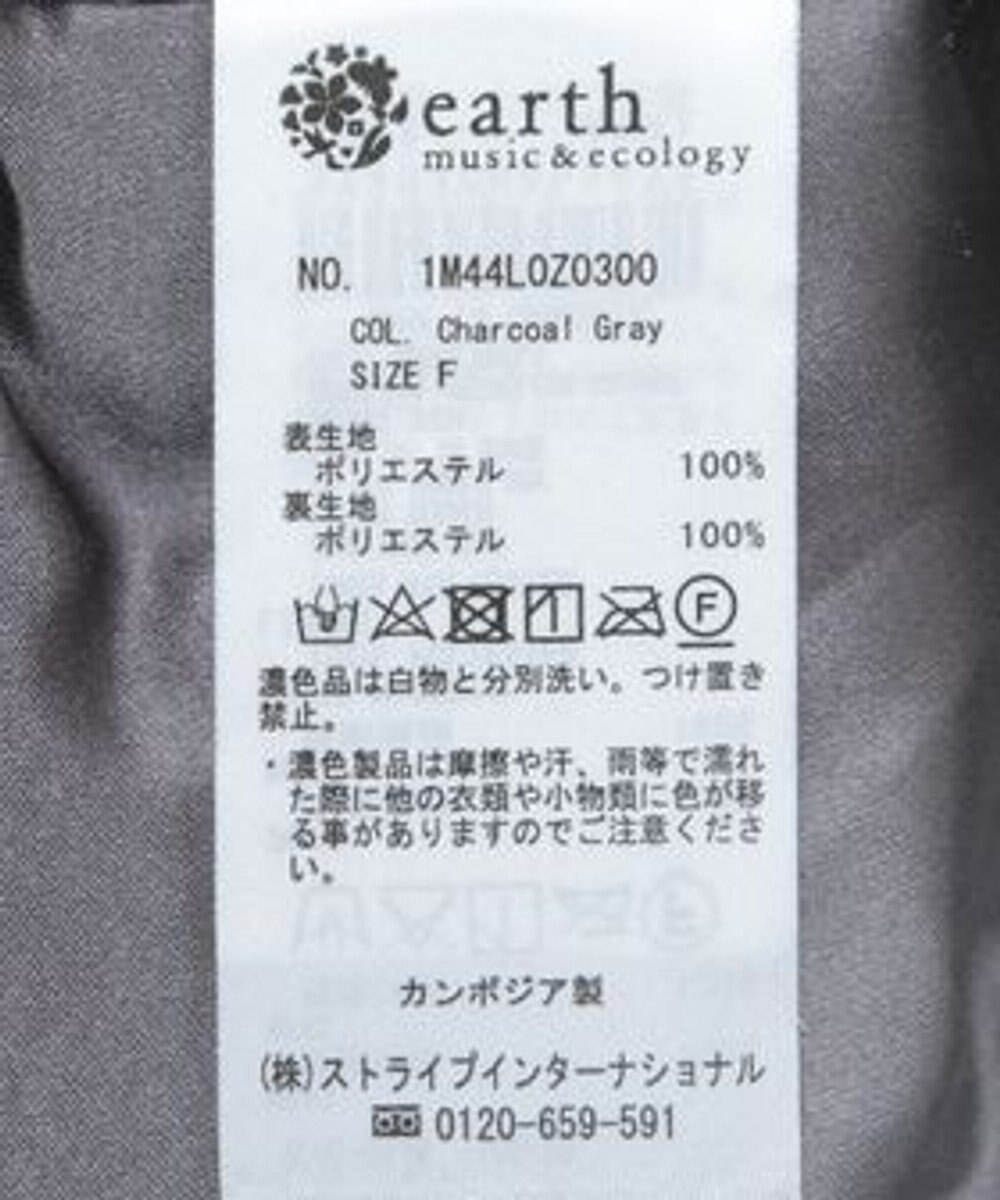 earth
music&ecology
NO. 1M44L0Z0300
COL. Charcoal Gray
SIZE F
表生地
ポリエステル 100%
裏生地
ポリエステル 100%
F
濃色品は白物と分別洗い。つけ置き
禁止。
・濃色製品は摩擦や汗、雨等で濡れ
た際に他の衣類や小物類に色が移
る事がありますのでご注意くださ
い。
カンボジア製
(株)ストライプインターナショナル
0120-659-591